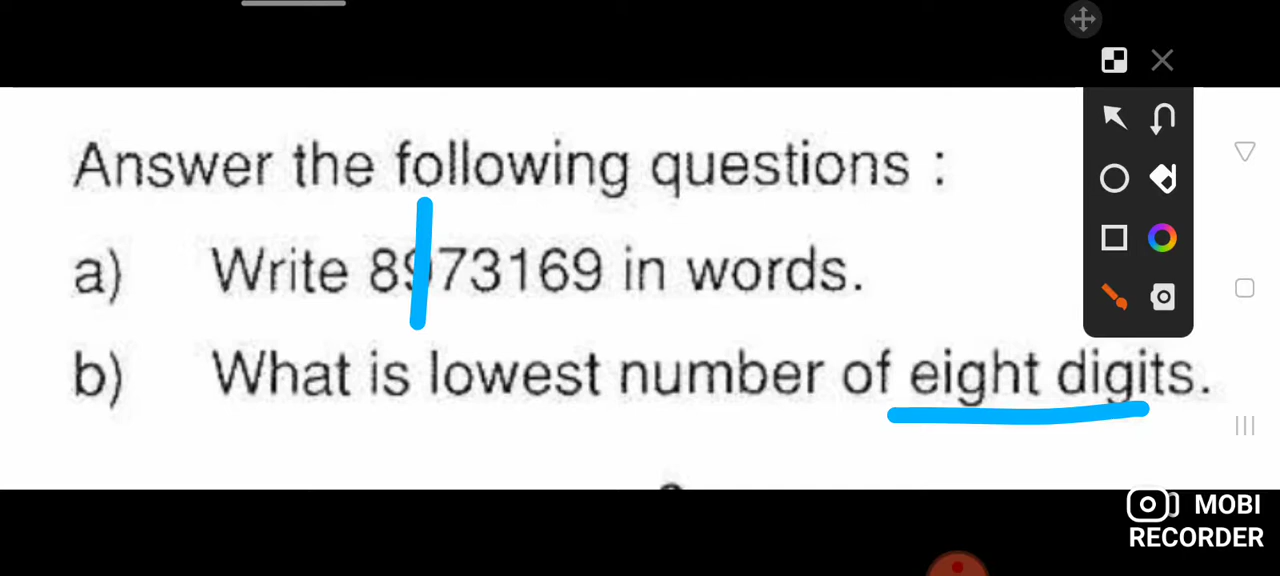 Answer the following questions :
a) Write 8973169 in words.
b) What is lowest number of eight digits.
MOBI
RECORDER